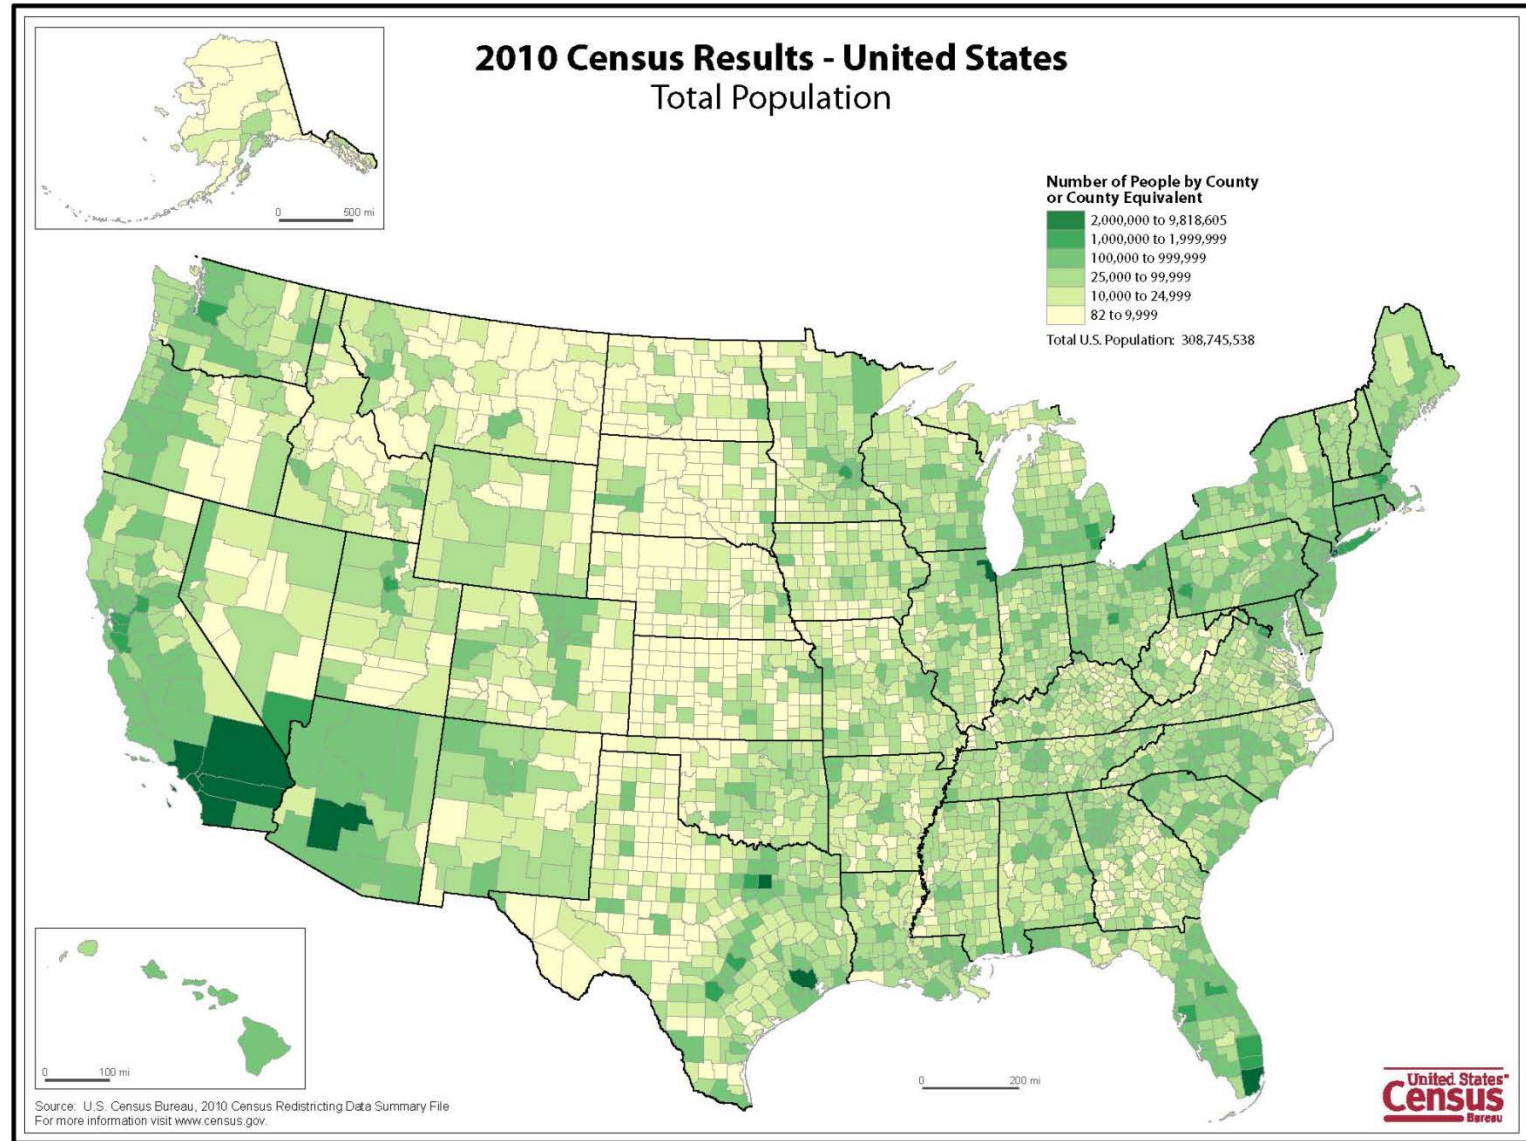 2010 Census Results - United States
Total Population
0 500 mi
Number of People by County
or County Equivalent
2,000,000 to 9,818,605
1,000,000 to 1,999,999
100,000 to 999,999
25,000 to 99,999
10,000 to 24,999
82 to 9,999
Total U.S. Population: 308,745,538
0 100 mi
0 200 mi
Source: U.S. Census Bureau, 2010 Census Redistricting Data Summary File
For more information visit www.census.gov.
United States®
Census
Bureau